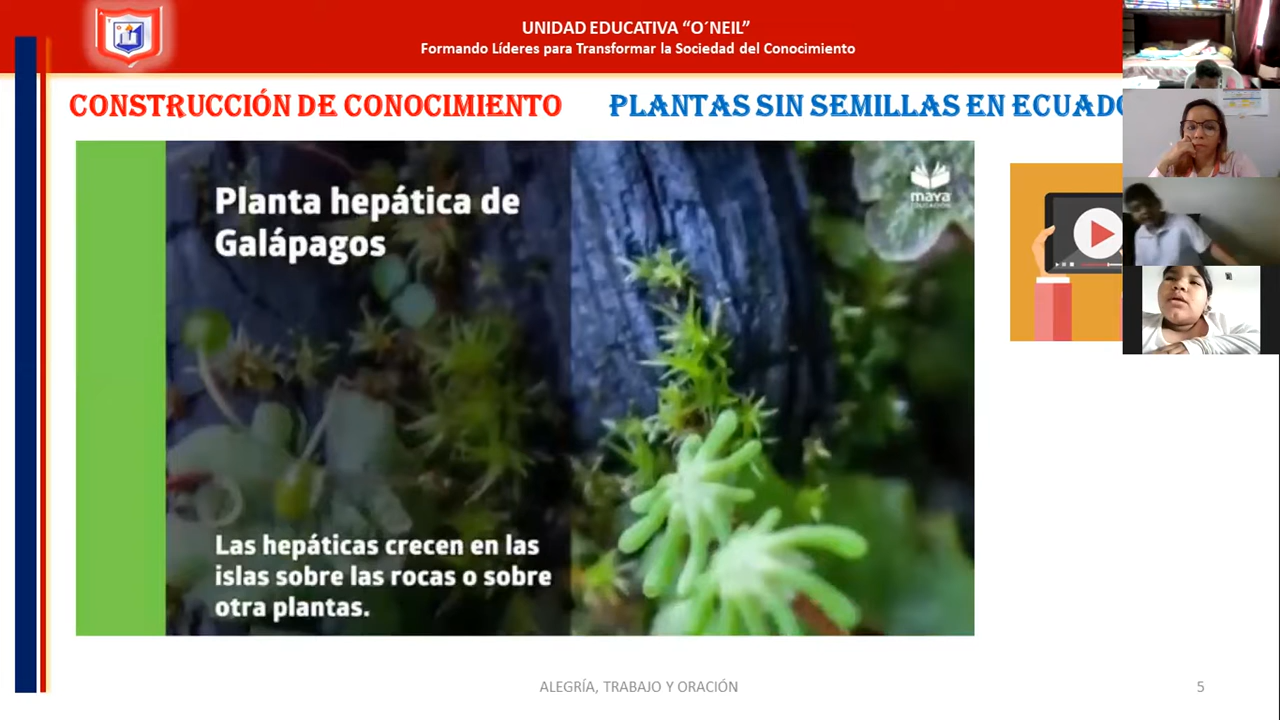 UNIDAD EDUCATIVA “O´NEIL”
Formando Líderes para Transformar la Sociedad del Conocimiento
CONSTRUCCIÓN DE CONOCIMIENTO
PLANTAS SIN SEMILLAS EN ECUADO
Planta hepática de
Galápagos
maya
EDUCACIÓN
Las hepáticas crecen en las
islas sobre las rocas o sobre
otra plantas.
ALEGRÍA, TRABAJO Y ORACIÓN
5